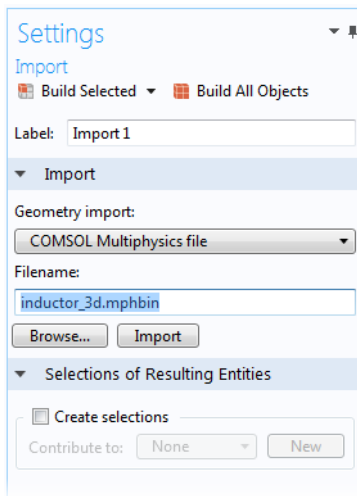 Settings
Import
Build Selected Build All Objects
Label: Import 1
Import
Geometry import:
COMSOL Multiphysics file
Filename:
inductor_3d.mphbin
Browse... Import
Selections of Resulting Entities
Create selections
Contribute to: None New